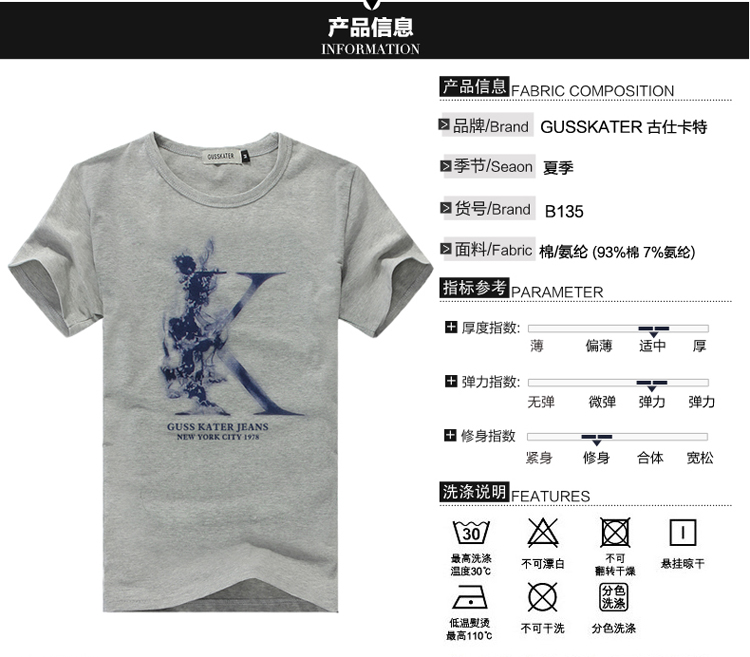 产品信息
INFORMATION
产品信息 FABRIC COMPOSITION
品牌/Brand GUSSKATER 古仕卡特
季节/Seaon 夏季
货号/Brand B135
面料/Fabric 棉/氨纶 (93%棉 7%氨纶)
指标参考 PARAMETER
厚度指数:
薄 偏薄 适中 厚
弹力指数:
无弹 微弹 弹力 弹力
修身指数
紧身 修身 合体 宽松
洗涤说明 FEATURES
30
最高洗涤
温度30℃
不可漂白
不可
翻转干燥
悬挂晾干
低温熨烫
最高110℃
不可干洗
分色
洗涤
分色洗涤
GUSSKATER
K
GUSS KATER JEANS
NEW YORK CITY 1978